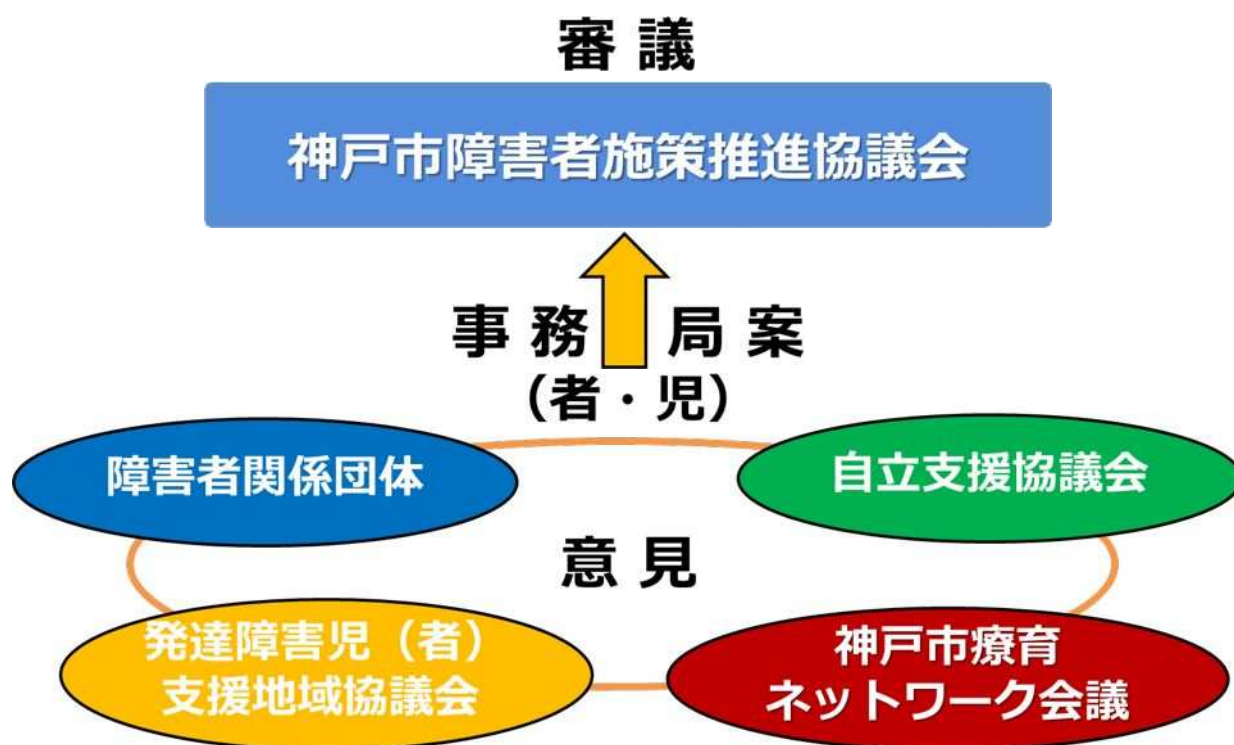 審議
神戸市障害者施策推進協議会
事務局案
（者・児）
障害者関係団体
自立支援協議会
意見
発達障害児（者）
支援地域協議会
神戸市療育
ネットワーク会議